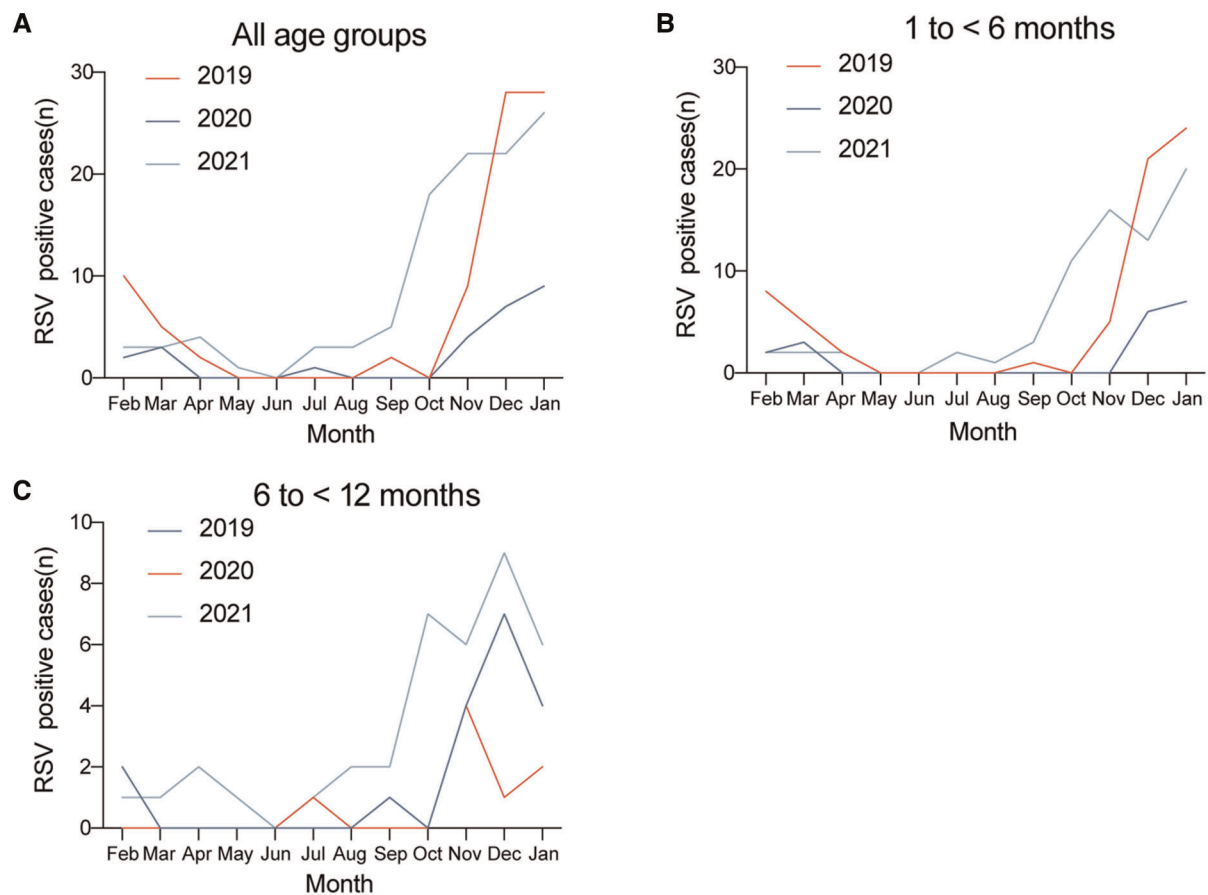 A
All age groups
2019
2020
2021
RSV positive cases(n)
30
20
10
0
Feb Mar Apr May Jun Jul Aug Sep Oct Nov Dec Jan
Month
B
1 to < 6 months
2019
2020
2021
RSV positive cases(n)
30
20
10
0
Feb Mar Apr May Jun Jul Aug Sep Oct Nov Dec Jan
Month
C
6 to < 12 months
2019
2020
2021
RSV positive cases(n)
10
8
6
4
2
0
Feb Mar Apr May Jun Jul Aug Sep Oct Nov Dec Jan
Month